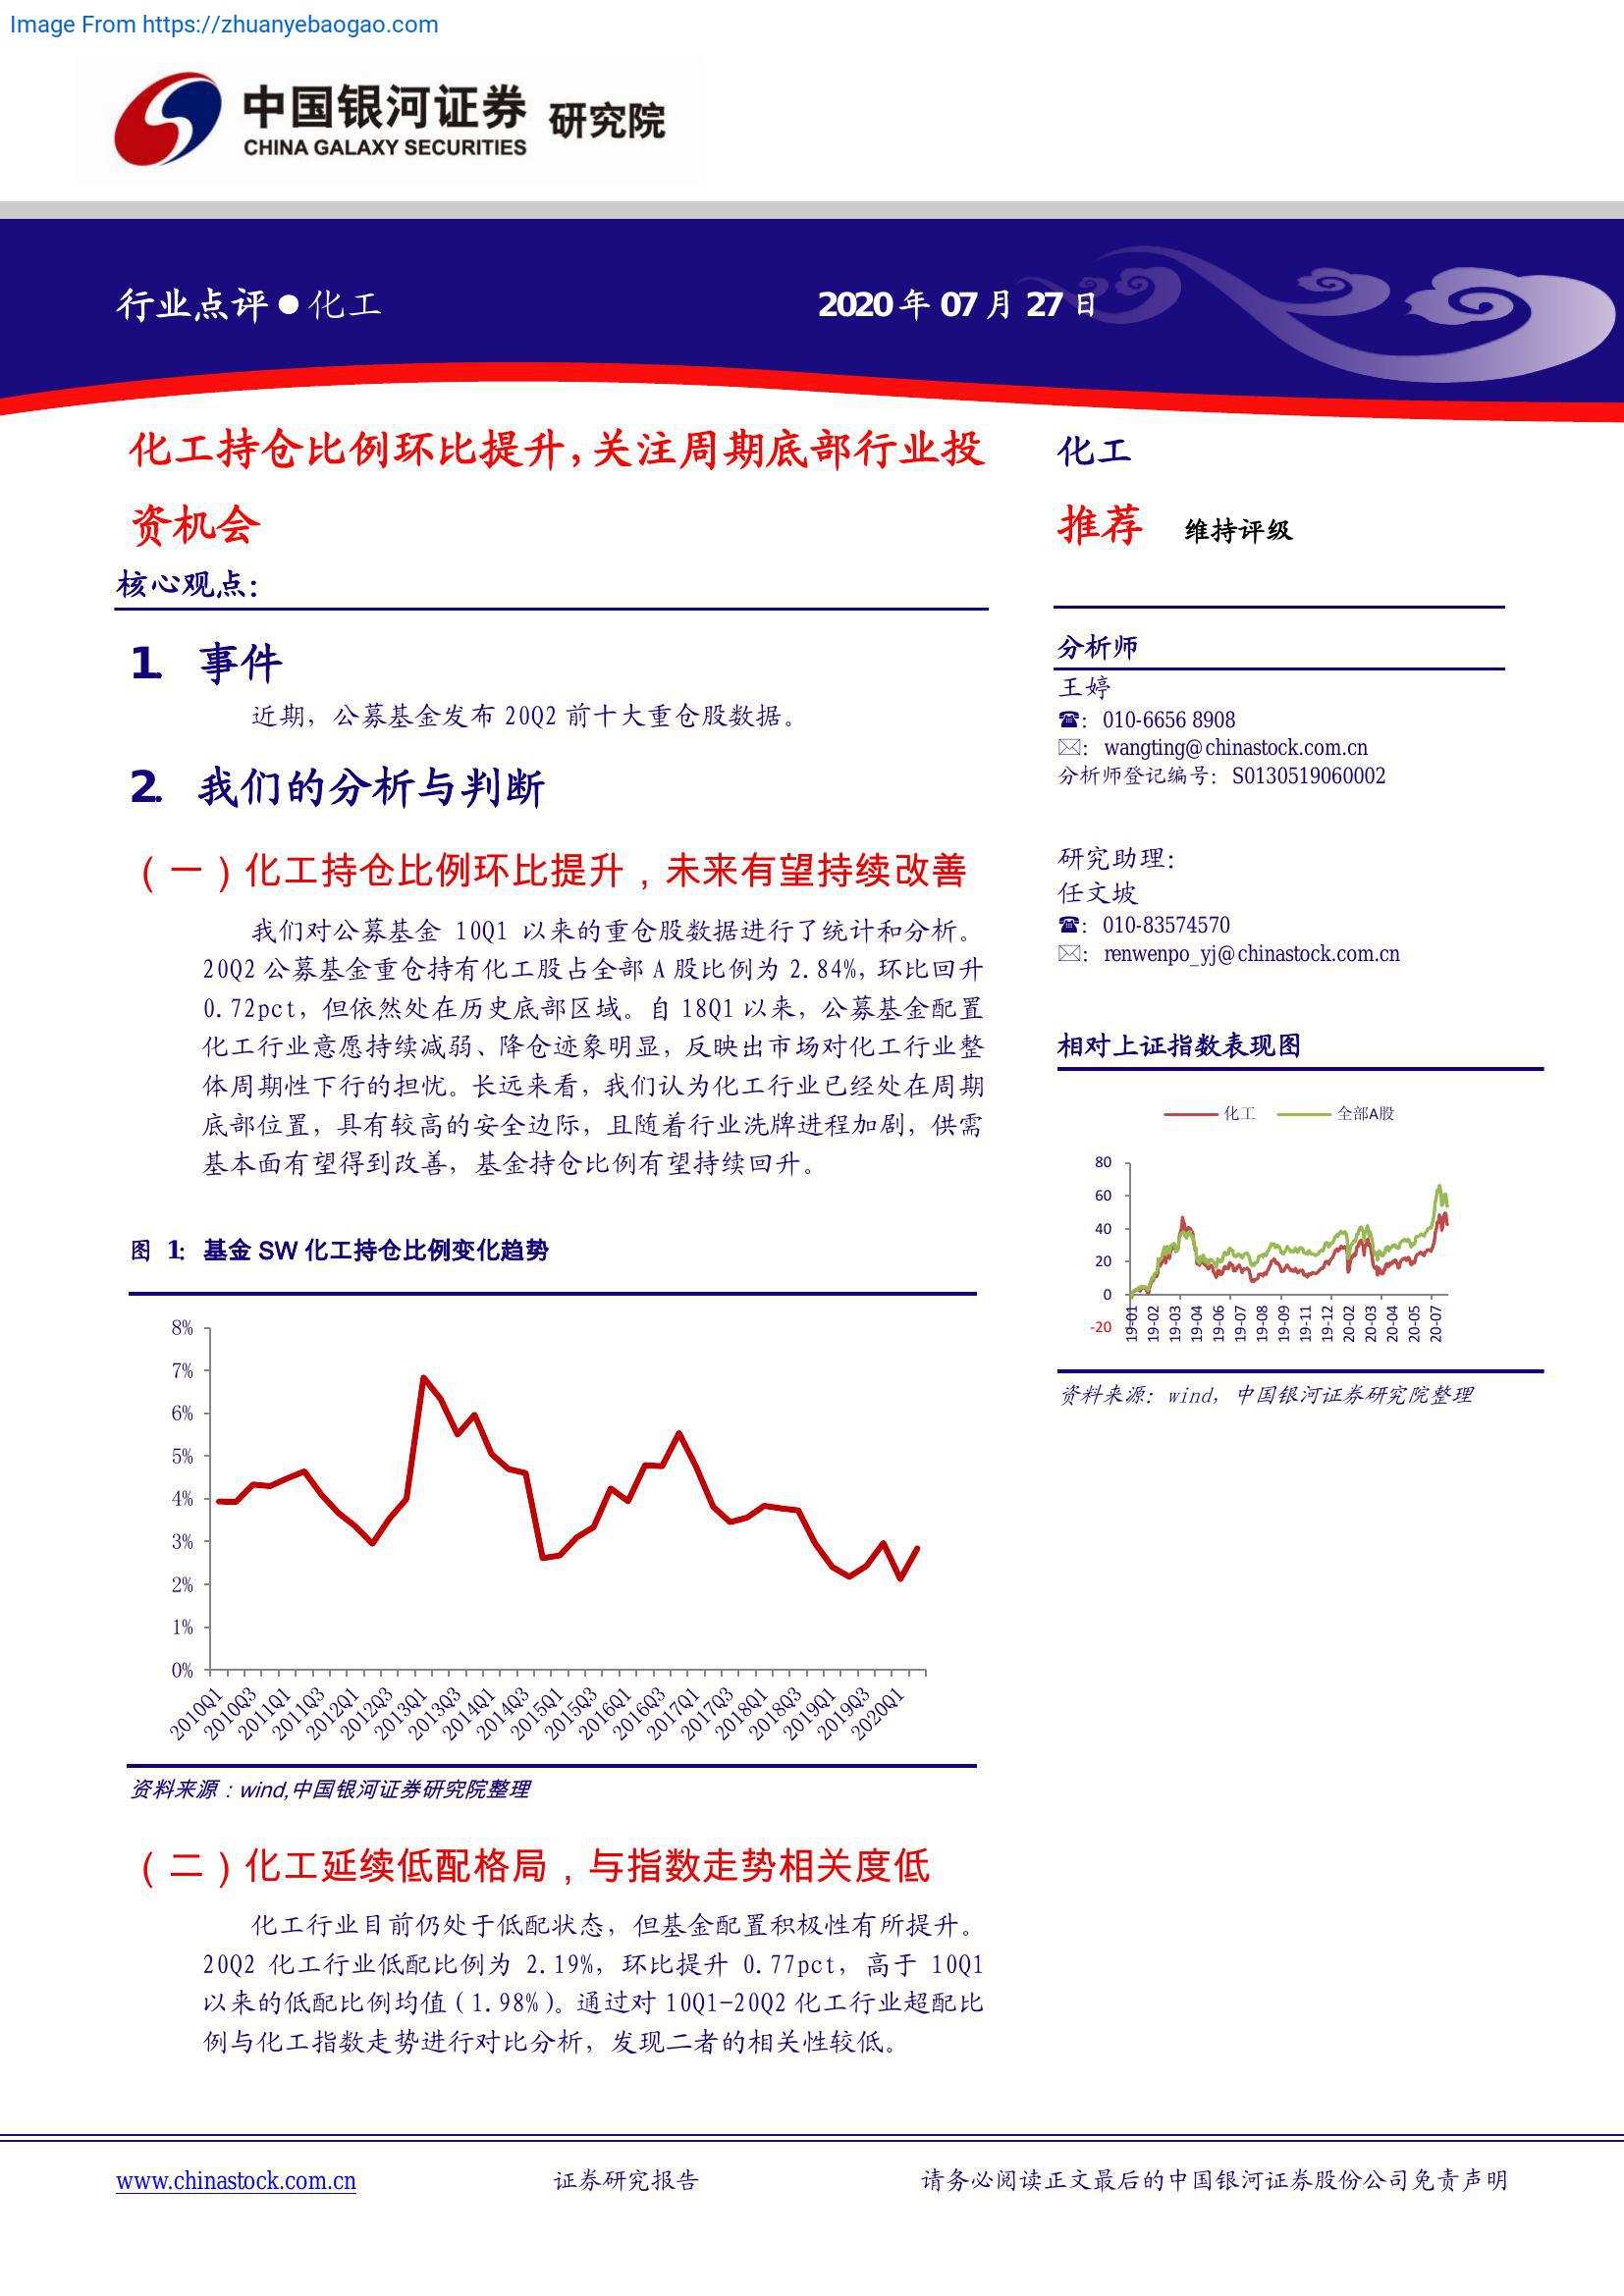 Image From https://zhuanyebaogao.com
中国银河证券 研究院
CHINA GALAXY SECURITIES
行业点评●化工
2020 年 07 月 27 日
化工持仓比例环比提升,关注周期底部行业投
资机会
核心观点:
1. 事件
近期，公募基金发布 20Q2 前十大重仓股数据。
2. 我们的分析与判断
（一）化工持仓比例环比提升，未来有望持续改善
我们对公募基金 10Q1 以来的重仓股数据进行了统计和分析。
20Q2 公募基金重仓持有化工股占全部 A 股比例为 2.84%，环比回升
0.72pct，但依然处在历史底部区域。自 18Q1 以来，公募基金配置
化工行业意愿持续减弱、降仓迹象明显，反映出市场对化工行业整
体周期性下行的担忧。长远来看，我们认为化工行业已经处在周期
底部位置，具有较高的安全边际，且随着行业洗牌进程加剧，供需
基本面有望得到改善，基金持仓比例有望持续回升。
图 1: 基金 SW 化工持仓比例变化趋势
8%
7%
6%
5%
4%
3%
2%
1%
0%
2010Q1 2010Q3 2011Q1 2011Q3 2012Q1 2012Q3 2013Q1 2013Q3 2014Q1 2014Q3 2015Q1 2015Q3 2016Q1 2016Q3 2017Q1 2017Q3 2018Q1 2018Q3 2019Q1 2019Q3 2020Q1
资料来源：wind,中国银河证券研究院整理
（二）化工延续低配格局，与指数走势相关度低
化工行业目前仍处于低配状态，但基金配置积极性有所提升。
20Q2 化工行业低配比例为 2.19%，环比提升 0.77pct，高于 10Q1
以来的低配比例均值（1.98%）。通过对 10Q1-20Q2 化工行业超配比
例与化工指数走势进行对比分析，发现二者的相关性较低。
化工
推荐 维持评级
分析师
王婷
☎: 010-6656 8908
✉: wangting@chinastock.com.cn
分析师登记编号: S0130519060002
研究助理:
任文坡
☎: 010-83574570
✉: renwenpo_yj@chinastock.com.cn
相对上证指数表现图
化工 全部A股
80
60
40
20
0
-20
19-01 19-02 19-03 19-04 19-06 19-07 19-08 19-09 19-11 19-12 20-02 20-03 20-04 20-05 20-07
资料来源: wind, 中国银河证券研究院整理
www.chinastock.com.cn
证券研究报告
请务必阅读正文最后的中国银河证券股份公司免责声明